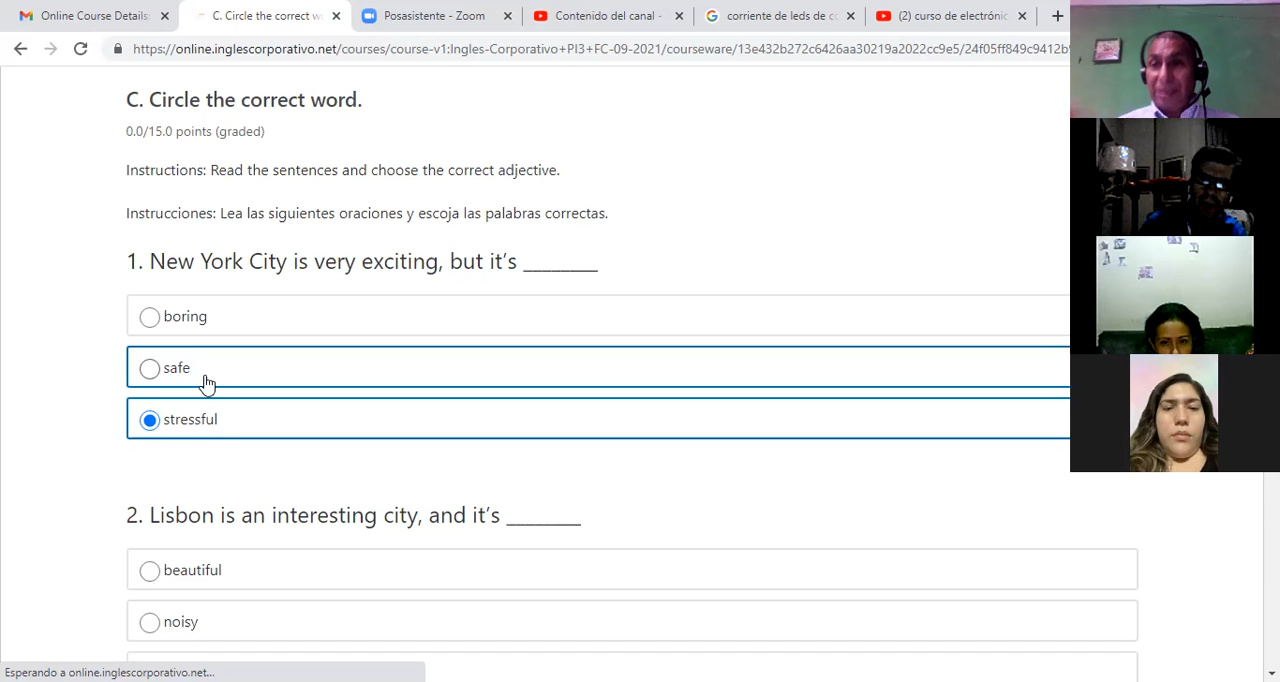 Online Course Details
C. Circle the correct w
Posasistente - Zoom
Contenido del canal -
corriente de leds de co
(2) curso de electrónic
https://online.inglescorporativo.net/courses/course-v1:Ingles-Corporativo+PI3+FC-09-2021/courseware/13e432b272c6426aa30219a2022cc9e5/24f05ff849c9412b
C. Circle the correct word.
0.0/15.0 points (graded)
Instructions: Read the sentences and choose the correct adjective.
Instrucciones: Lea las siguientes oraciones y escoja las palabras correctas.
1. New York City is very exciting, but it's ________
boring
safe
stressful
2. Lisbon is an interesting city, and it's ________
beautiful
noisy
Esperando a online.inglescorporativo.net...